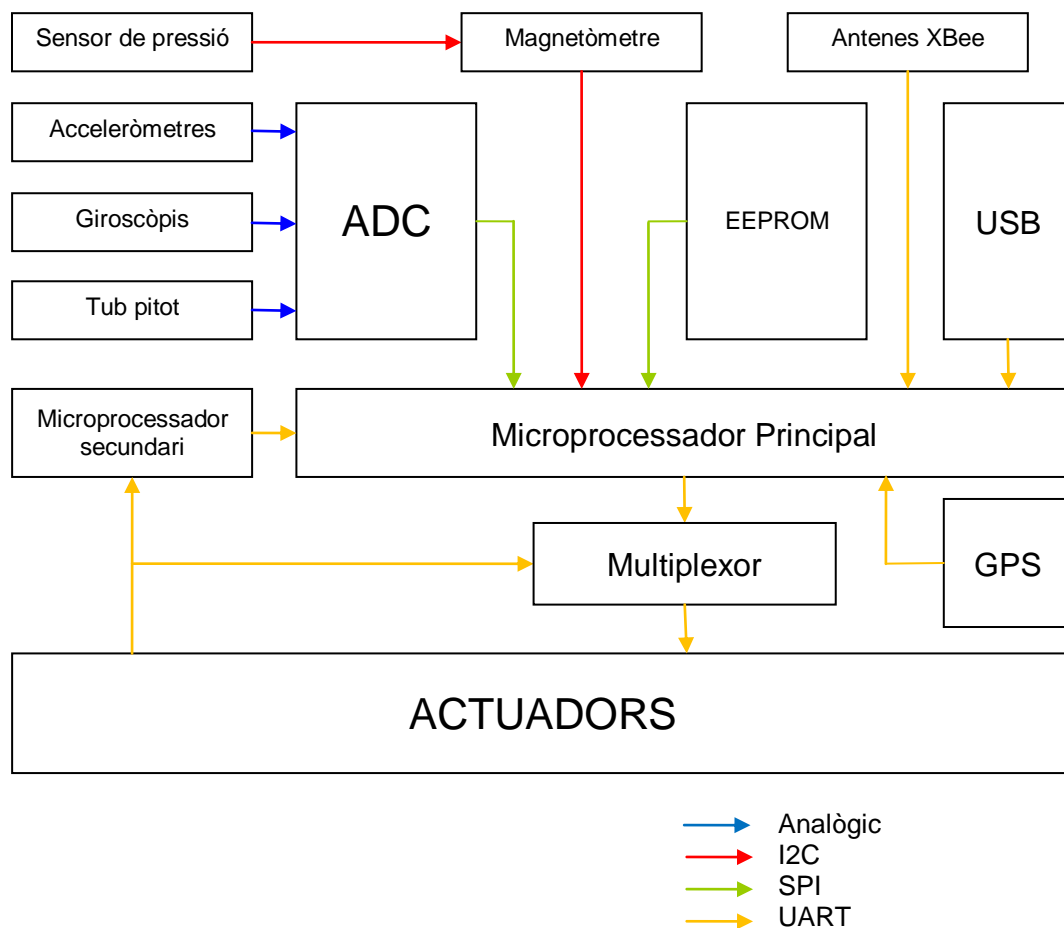 Sensor de pressió
Magnetòmetre
Antenes XBee
Acceleròmetres
Giroscòpis
Tub pitot
ADC
EEPROM
USB
Microprocessador
secundari
Microprocessador Principal
Multiplexor
GPS
ACTUADORS
Analògic
I2C
SPI
UART